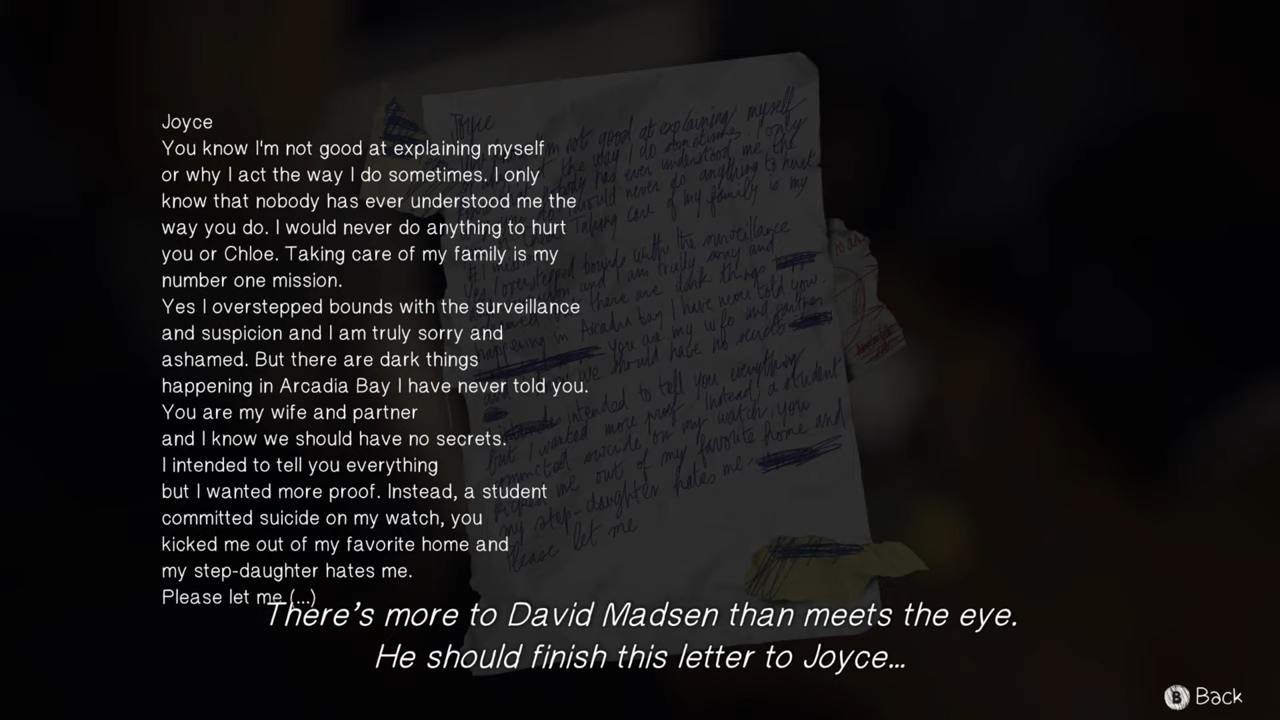 Joyce
You know I'm not good at explaining myself
or why I act the way I do sometimes. I only
know that nobody has ever understood me the
way you do. I would never do anything to hurt
you or Chloe. Taking care of my family is my
number one mission.
Yes I overstepped bounds with the surveillance
and suspicion and I am truly sorry and
ashamed. But there are dark things
happening in Arcadia Bay I have never told you.
You are my wife and partner
and I know we should have no secrets.
I intended to tell you everything
but I wanted more proof. Instead, a student
committed suicide on my watch, you
kicked me out of my favorite home and
my step-daughter hates me.
Please let me (...)
There's more to David Madsen than meets the eye.
He should finish this letter to Joyce...
B Back